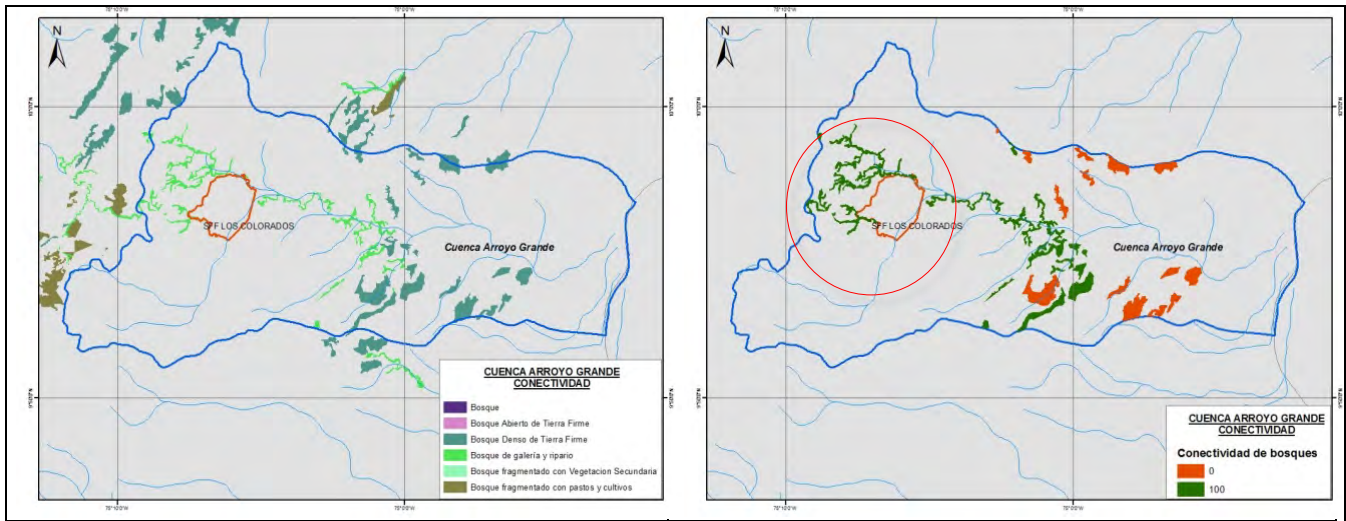 N
SFF LOS COLORADOS
Cuenca Arroyo Grande
CUENCA ARROYO GRANDE
CONECTIVIDAD
Bosque
Bosque Abierto de Tierra Firme
Bosque Denso de Tierra Firme
Bosque de galería y ripario
Bosque fragmentado con Vegetacion Secundaria
Bosque fragmentado con pastos y cultivos
N
SFF LOS COLORADOS
Cuenca Arroyo Grande
CUENCA ARROYO GRANDE
CONECTIVIDAD
Conectividad de bosques
0
100